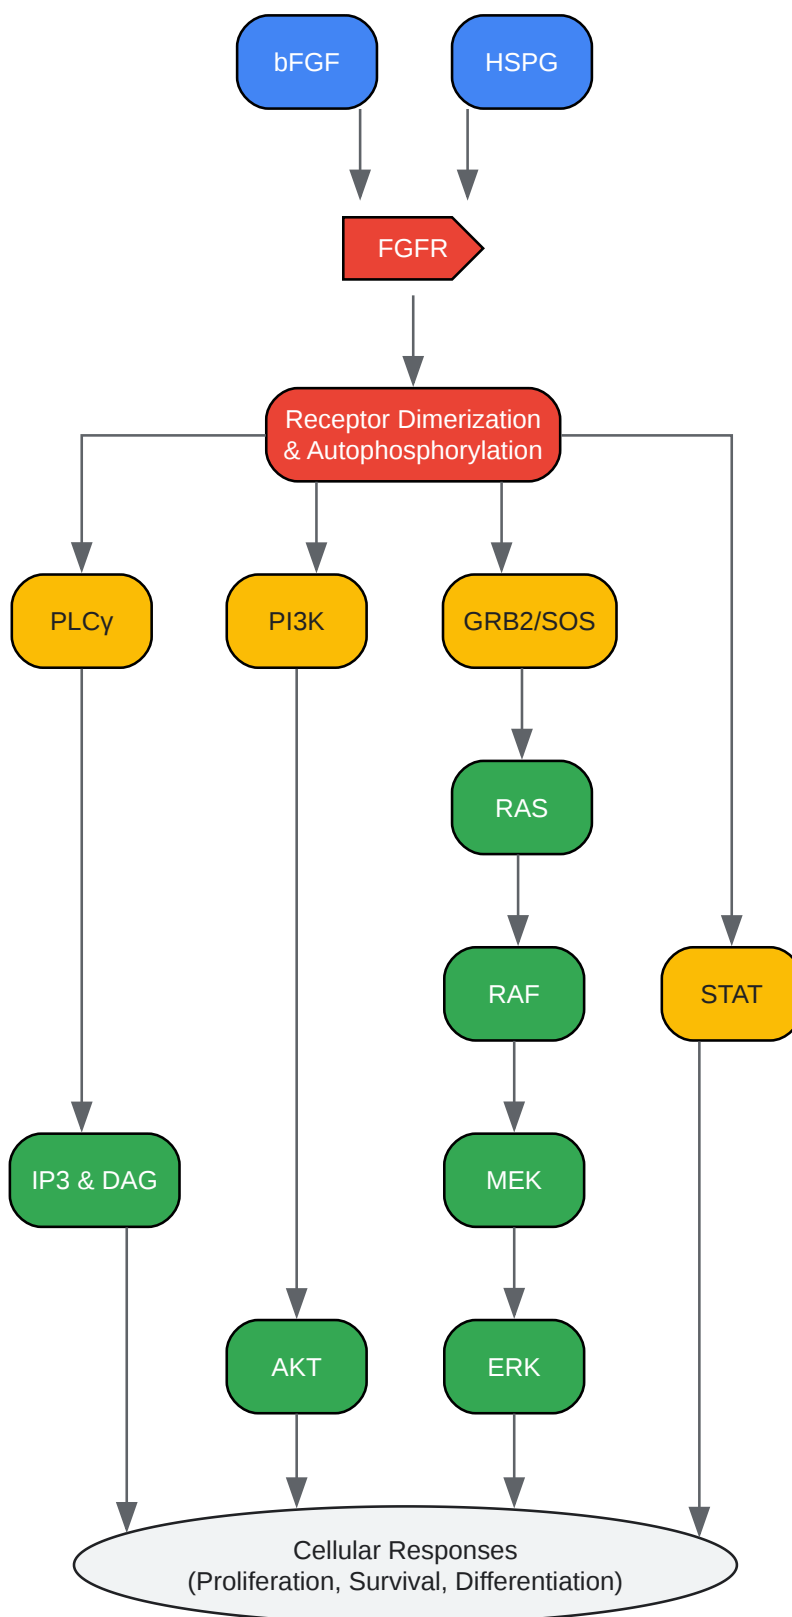 bFGF
HSPG
FGFR
Receptor Dimerization
& Autophosphorylation
PLCγ
PI3K
GRB2/SOS
RAS
RAF
STAT
IP3 & DAG
MEK
AKT
ERK
Cellular Responses
(Proliferation, Survival, Differentiation)